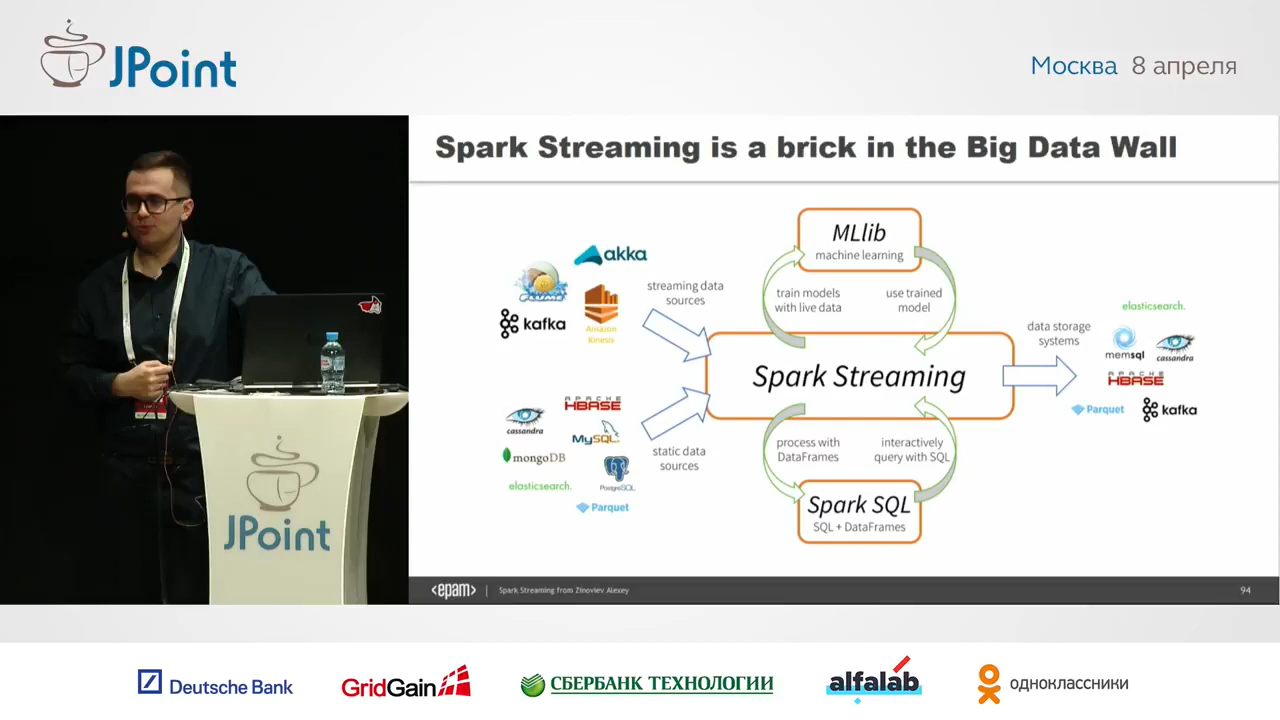 JPoint
Москва 8 апреля
Spark Streaming is a brick in the Big Data Wall
MLlib
machine learning
akka
FLUME
kafka
Amazon
Kinesis
streaming data
sources
train models
with live data
use trained
model
Spark Streaming
data storage
systems
elasticsearch.
memsql
cassandra
APACHE
HBASE
Parquet
kafka
APACHE
HBASE
cassandra
MySQL
mongoDB
PostgreSQL
elasticsearch.
Parquet
static data
sources
process with
DataFrames
interactively
query with SQL
Spark SQL
SQL + DataFrames
JPoint
<epam> | Spark Streaming from Zinoviev Alexey
94
Deutsche Bank
GridGain
СБЕРБАНК ТЕХНОЛОГИИ
alfalab
одноклассники